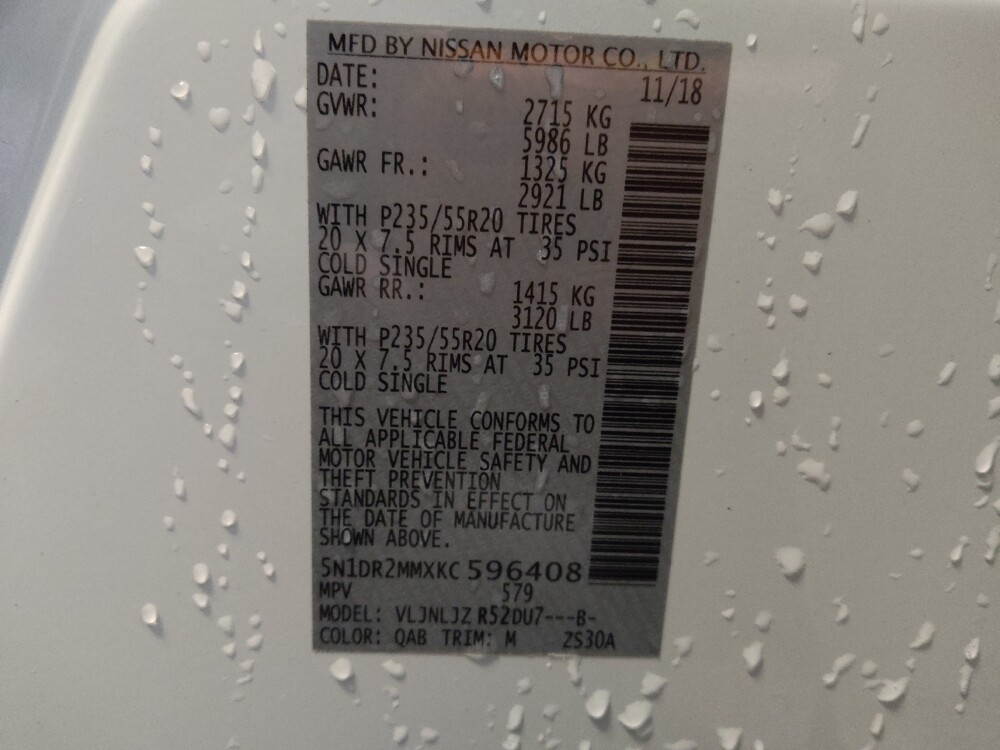 MFD BY NISSAN MOTOR CO., LTD.
DATE: 11/18
GVWR: 2715 KG
5986 LB
GAWR FR.: 1325 KG
2921 LB
WITH P235/55R20 TIRES
20 X 7.5 RIMS AT 35 PSI
COLD SINGLE
GAWR RR.: 1415 KG
3120 LB
WITH P235/55R20 TIRES
20 X 7.5 RIMS AT 35 PSI
COLD SINGLE
THIS VEHICLE CONFORMS TO
ALL APPLICABLE FEDERAL
MOTOR VEHICLE SAFETY AND
THEFT PREVENTION
STANDARDS IN EFFECT ON
THE DATE OF MANUFACTURE
SHOWN ABOVE.
5N1DR2MMXKC 596408
MPV 579
MODEL: VLJNLJZ R52DU7---B-
COLOR: QAB TRIM: M ZS30A